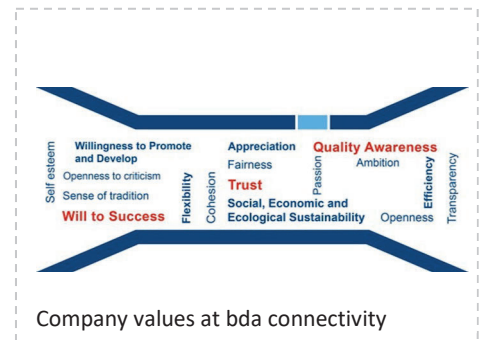 Self esteem
Willingness to Promote
and Develop
Openness to criticism
Sense of tradition
Will to Success
Flexibility
Cohesion
Appreciation
Fairness
Trust
Social, Economic and
Ecological Sustainability
Passion
Quality Awareness
Ambition
Openness
Efficiency
Transparency
Company values at bda connectivity